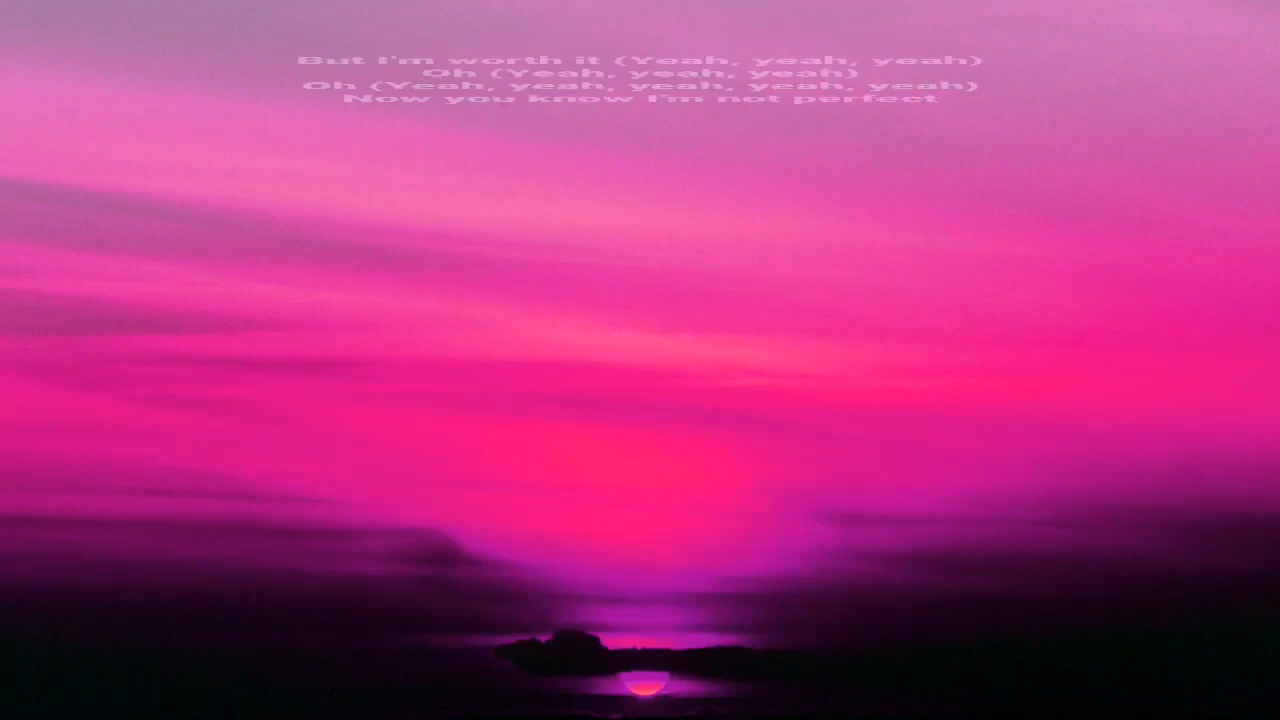 But I'm worth it (Yeah, yeah, yeah)
Oh (Yeah, yeah, yeah)
Oh (Yeah, yeah, yeah, yeah, yeah)
Now you know I'm not perfect